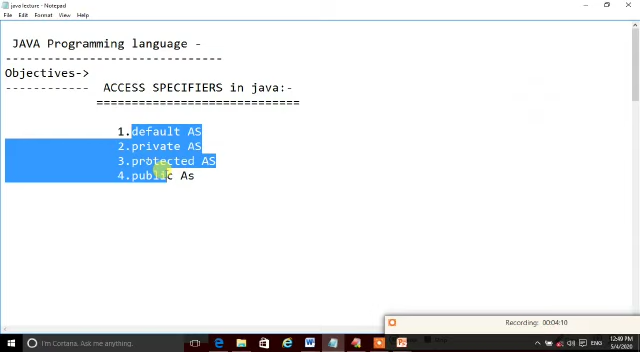 java lecture - Notepad
File Edit Format View Help
JAVA Programming language -
-------------------------------
Objectives->
------------ ACCESS SPECIFIERS in java:-
=============================
1.default AS
2.private AS
3.protected AS
4.public As
Recording: 00:04:10
I'm Cortana. Ask me anything.
ENG
12:49 PM
5/4/2020